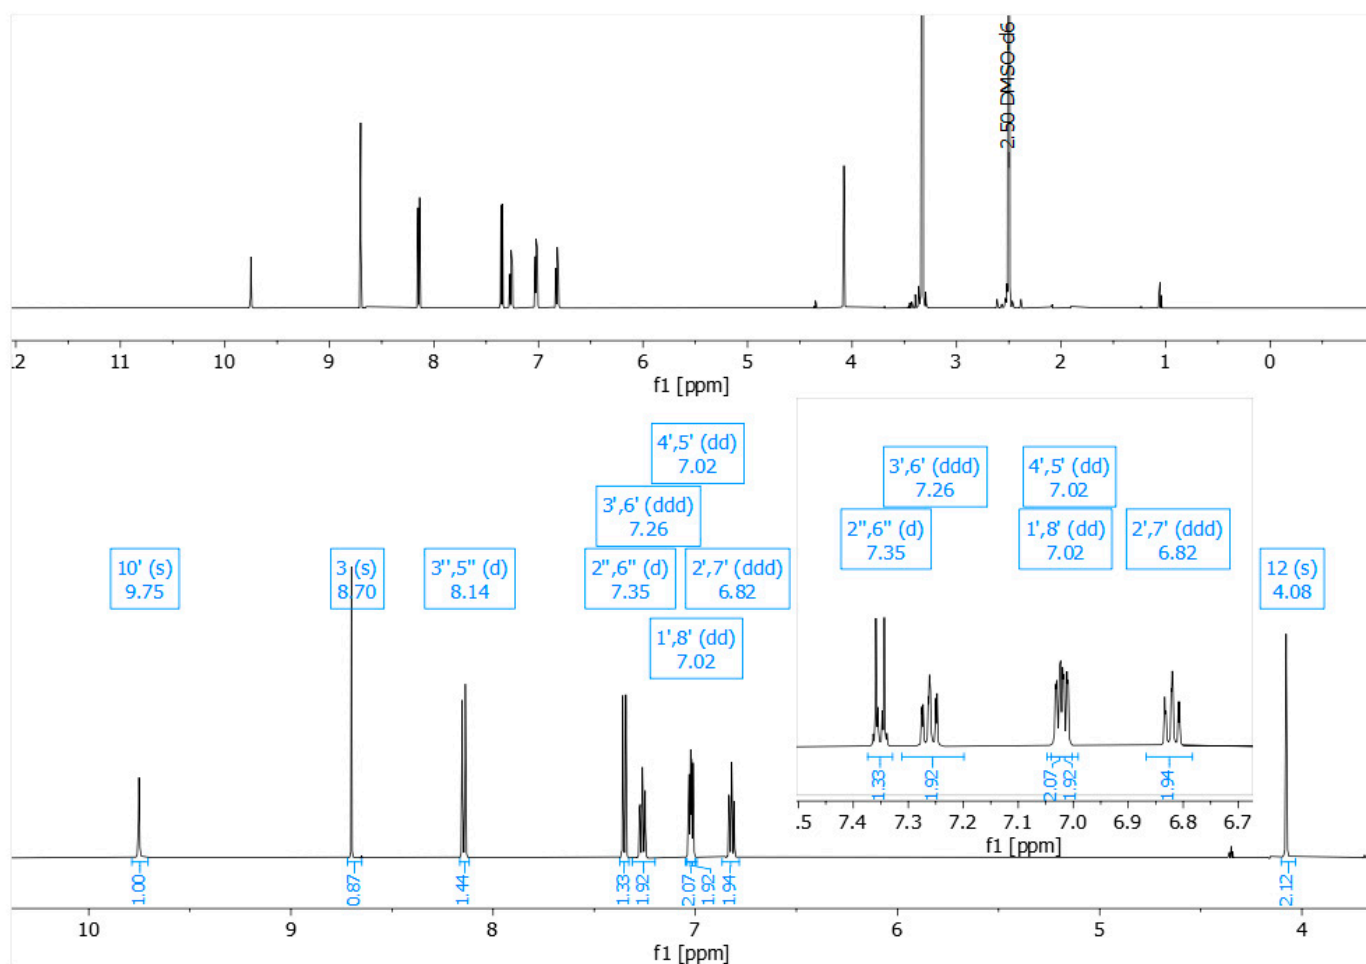 2.50 DMSO-d6
.2 11 10 9 8 7 6 5 4 3 2 1 0
f1 [ppm]
4',5' (dd)
7.02
3',6' (ddd)
7.26
10' (s)
9.75
3 (s)
8.70
3'',5'' (d)
8.14
2'',6'' (d)
7.35
2',7' (ddd)
6.82
1',8' (dd)
7.02
12 (s)
4.08
3',6' (ddd)
7.26
4',5' (dd)
7.02
2'',6'' (d)
7.35
1',8' (dd)
7.02
2',7' (ddd)
6.82
1.33 1.92 2.07 1.92 1.94
.5 7.4 7.3 7.2 7.1 7.0 6.9 6.8 6.7
f1 [ppm]
1.00 0.87 1.44 1.33 1.92 2.07 1.92 1.94 2.12
10 9 8 7 6 5 4
f1 [ppm]